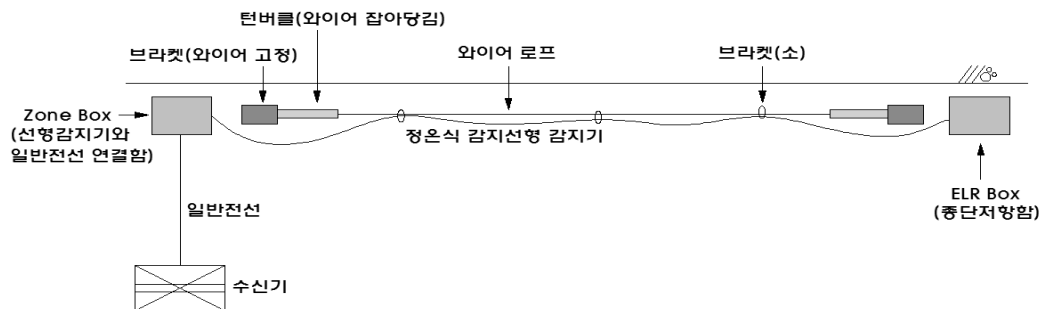 턴버클(와이어 잡아당김)
브라켓(와이어 고정)
와이어 로프
브라켓(소)
Zone Box
(선형감지기와
일반전선 연결함)
정온식 감지선형 감지기
ELR Box
(종단저항함)
일반전선
수신기